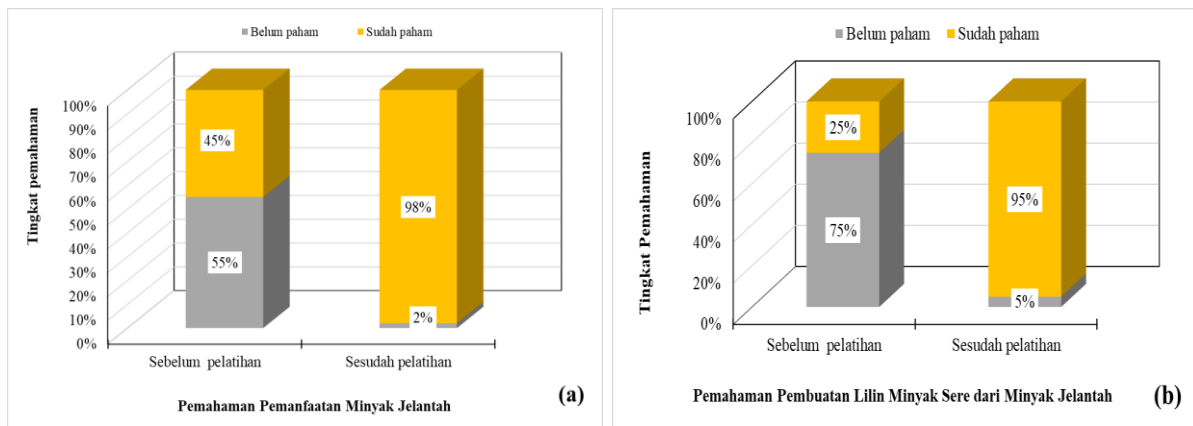 Belum paham Sudah paham
Tingkat pemahaman
100%
90%
80%
70%
60%
50%
40%
30%
20%
10%
0%
45%
55%
98%
2%
Sebelum pelatihan Sesudah pelatihan
Pemahaman Pemanfaatan Minyak Jelantah
(a)
Belum paham Sudah paham
Tingkat Pemahaman
100%
80%
60%
40%
20%
0%
25%
75%
95%
5%
Sebelum pelatihan Sesudah pelatihan
Pemahaman Pembuatan Lilin Minyak Sere dari Minyak Jelantah
(b)